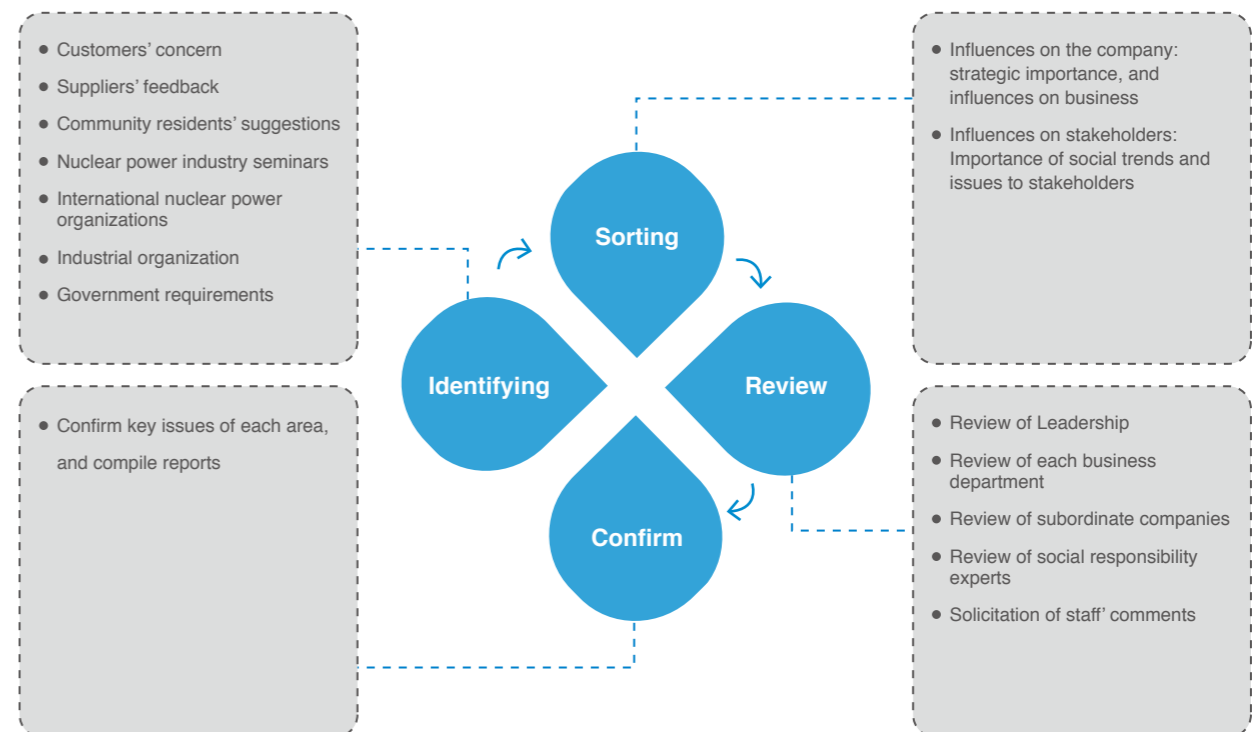 Customers’ concern
Suppliers’ feedback
Community residents’ suggestions
Nuclear power industry seminars
International nuclear power
organizations
Industrial organization
Government requirements
Influences on the company:
strategic importance, and
influences on business
Influences on stakeholders:
Importance of social trends and
issues to stakeholders
Sorting
Identifying
Review
Confirm
Confirm key issues of each area,
and compile reports
Review of Leadership
Review of each business
department
Review of subordinate companies
Review of social responsibility
experts
Solicitation of staff’ comments